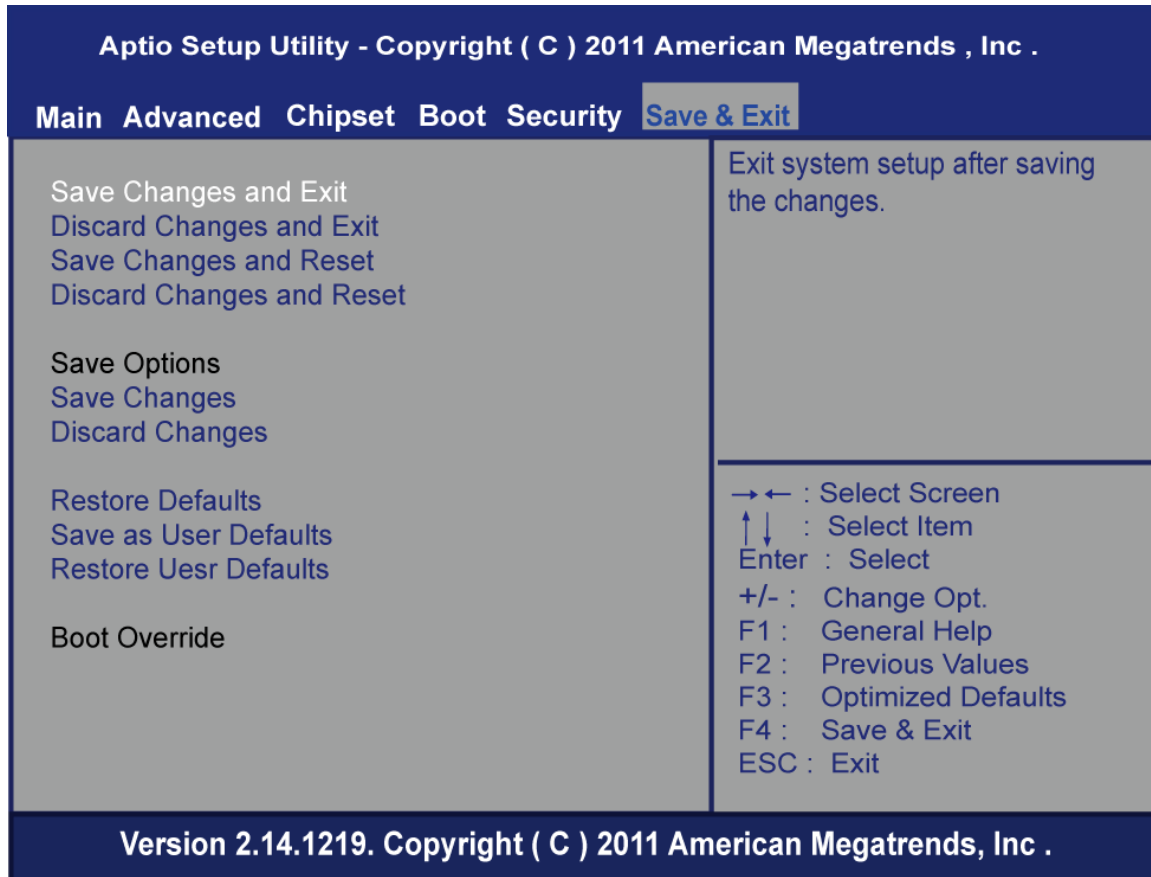 Aptio Setup Utility - Copyright ( C ) 2011 American Megatrends , Inc .
Main Advanced Chipset Boot Security Save & Exit
Save Changes and Exit
Discard Changes and Exit
Save Changes and Reset
Discard Changes and Reset
Save Options
Save Changes
Discard Changes
Restore Defaults
Save as User Defaults
Restore Uesr Defaults
Boot Override
Exit system setup after saving
the changes.
→← : Select Screen
↑↓ : Select Item
Enter : Select
+/- : Change Opt.
F1 : General Help
F2 : Previous Values
F3 : Optimized Defaults
F4 : Save & Exit
ESC : Exit
Version 2.14.1219. Copyright ( C ) 2011 American Megatrends, Inc .